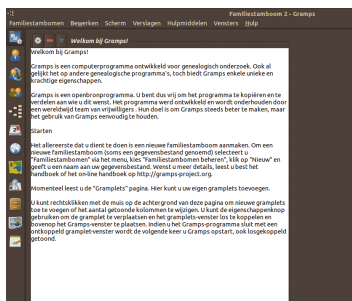 Familiestamboom 2 - Gramps
Familiestambomen Bewerken Scherm Verslagen Hulpmiddelen Vensters Hulp
Welkom bij Gramps!
Welkom bij Gramps!
Gramps is een computerprogramma ontwikkeld voor genealogisch onderzoek. Ook al
gelijkt het op andere genealogische programma's, toch biedt Gramps enkele unieke en
krachtige eigenschappen.
Gramps is een openbronprogramma. U bent dus vrij om het programma te kopiëren en te
verdelen aan wie u dit wenst. Het programma werd ontwikkeld en wordt onderhouden door
een wereldwijd team van vrijwilligers. Hun doel is om Gramps steeds beter te maken, maar
het gebruik van Gramps eenvoudig te houden.
Starten
Het allereerste dat u dient te doen is een nieuwe familiestamboom aanmaken. Om een
nieuwe familiestamboom (soms een gegevensbestand genoemd) selecteert u
"Familiestambomen" via het menu, kies "Familiestambomen beheren", klik op "Nieuw" en
geeft u een naam aan uw gegevensbestand. Wenst u meer details, leest u best het
handboek of het on-line handboek op http://gramps-project.org.
Momenteel leest u de "Gramplets" pagina. Hier kunt u uw eigen gramplets toevoegen.
U kunt rechtsklikken met de muis op de achtergrond van deze pagina om nieuwe gramplets
toe te voegen of het aantal getoonde kolommen te wijzigen. U kunt de eigenschappenknop
gebruiken om de gramplet te verplaatsen en het gramplets-venster los te koppelen en
bovenop het Gramps-venster te plaatsen. Indien u het Gramps-programma sluit met een
ontkoppeld gramplet-venster wordt de volgende keer u Gramps opstart, ook losgekoppeld
getoond.